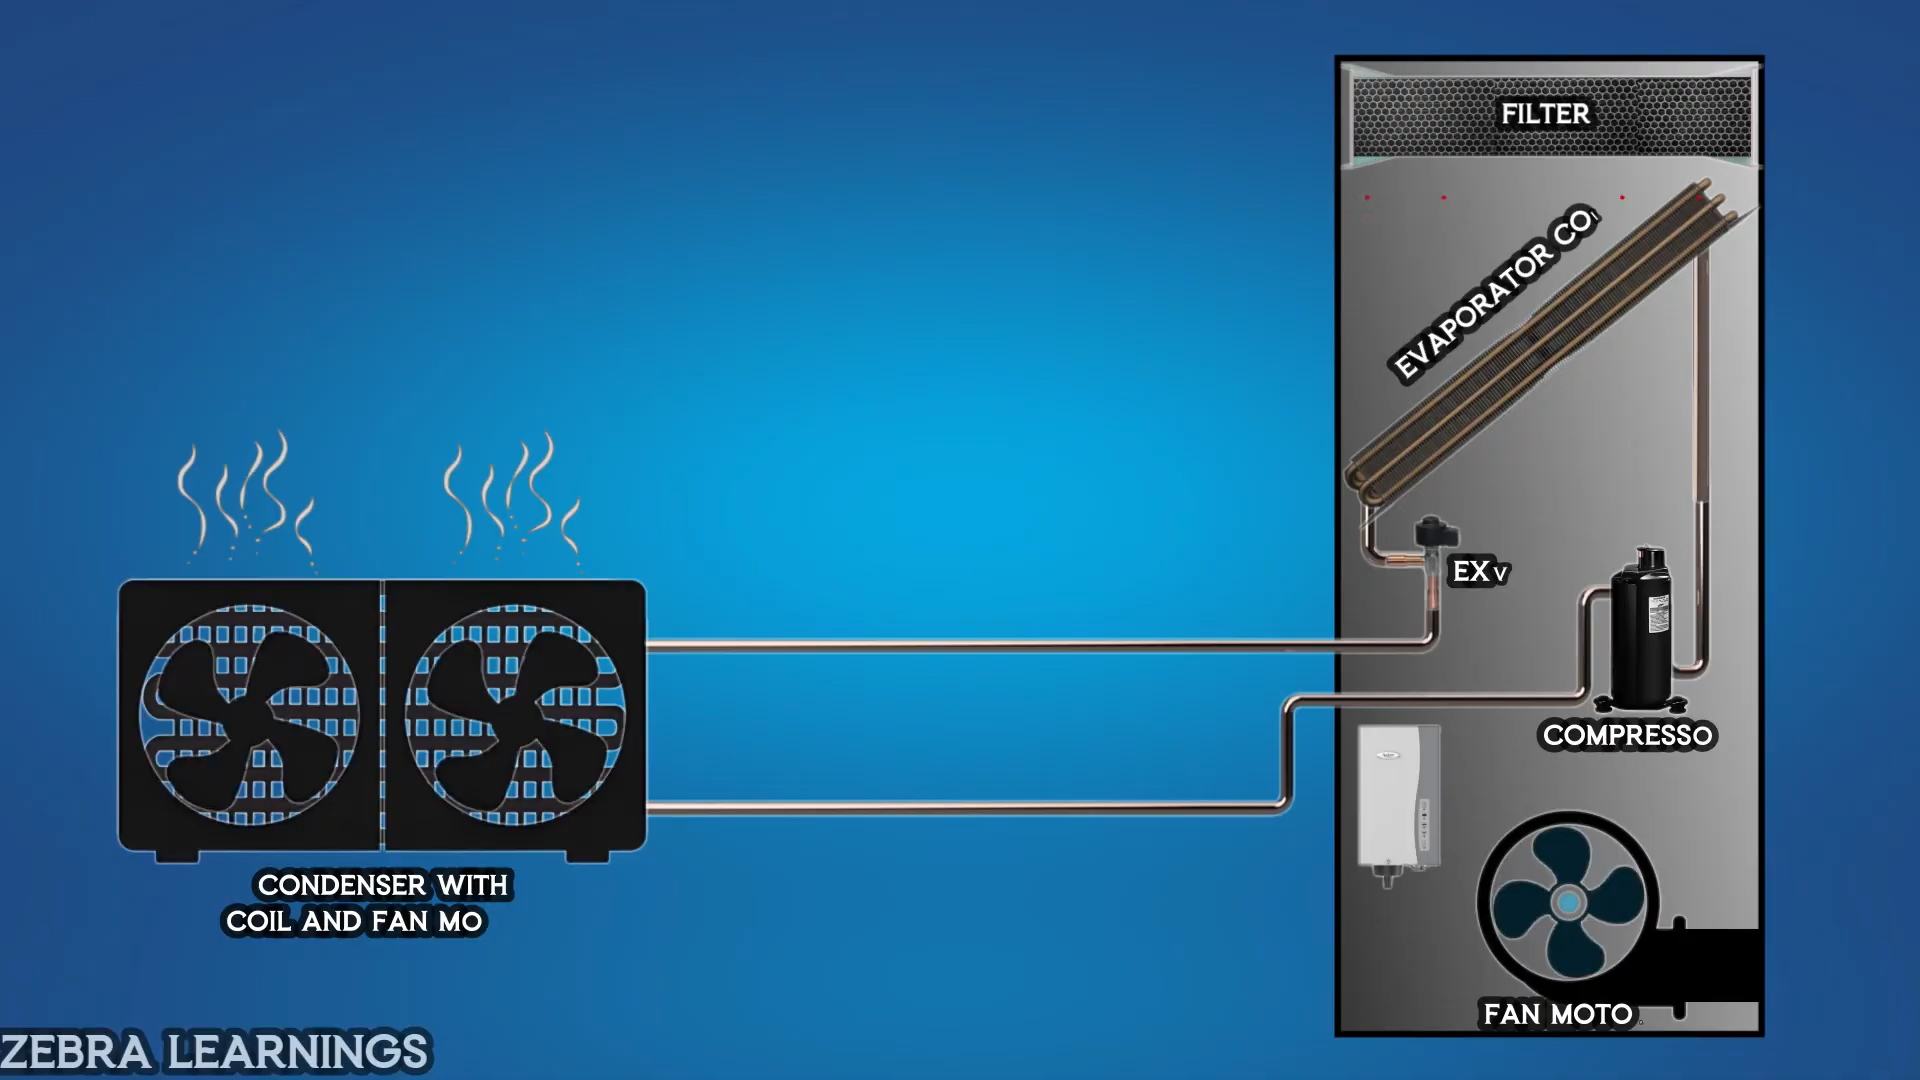 FILTER
EVAPORATOR CO
EXV
COMPRESSO
CONDENSER WITH
COIL AND FAN MO
FAN MOTO
ZEBRA LEARNINGS